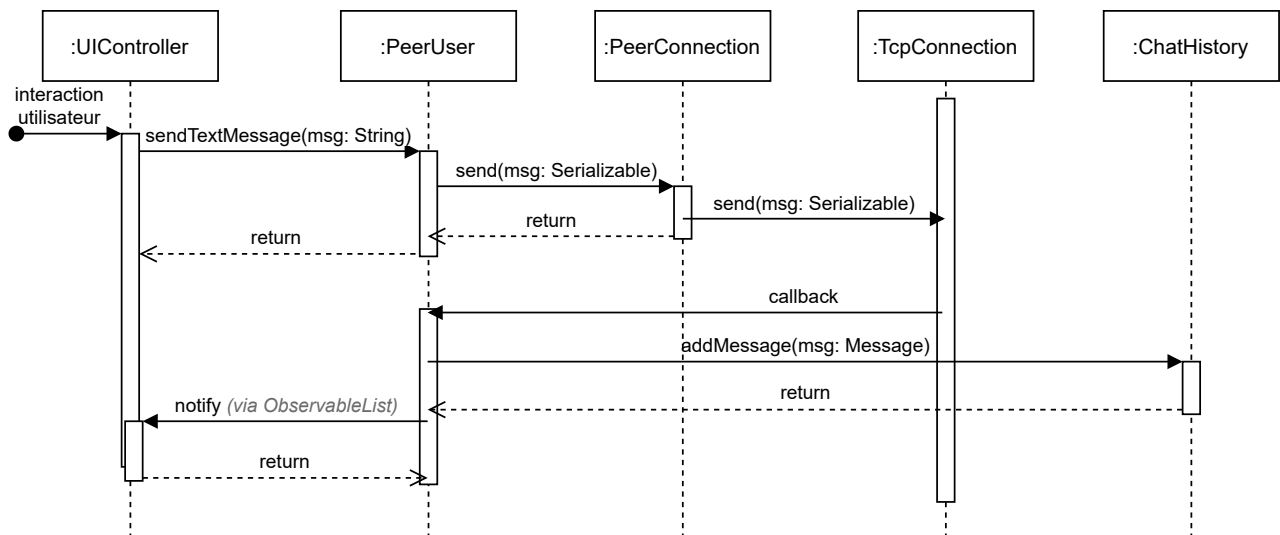 :UIController
:PeerUser
:PeerConnection
:TcpConnection
:ChatHistory
interaction
utilisateur
sendTextMessage(msg: String)
send(msg: Serializable)
send(msg: Serializable)
return
return
callback
addMessage(msg: Message)
return
notify (via ObservableList)
return